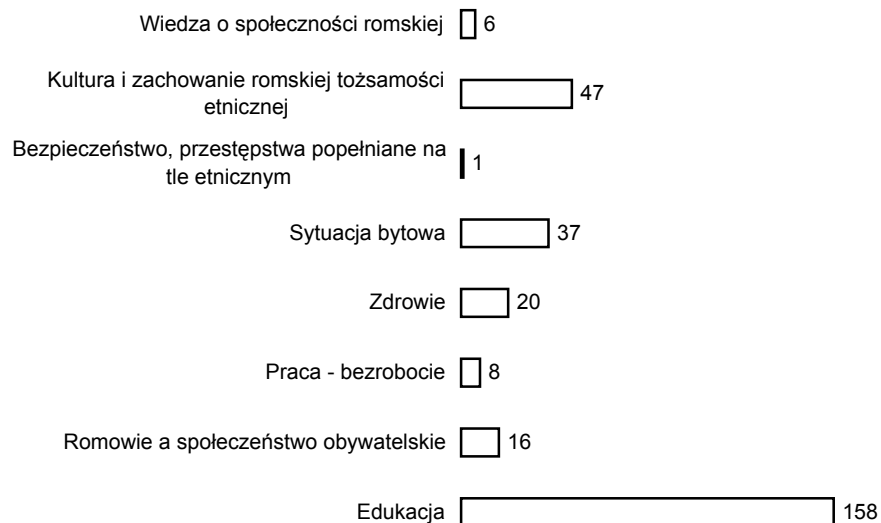 Wiedza o społeczności romskiej 6
Kultura i zachowanie romskiej tożsamości
etnicznej 47
Bezpieczeństwo, przestępstwa popełniane na
tle etnicznym 1
Sytuacja bytowa 37
Zdrowie 20
Praca - bezrobocie 8
Romowie a społeczeństwo obywatelskie 16
Edukacja 158